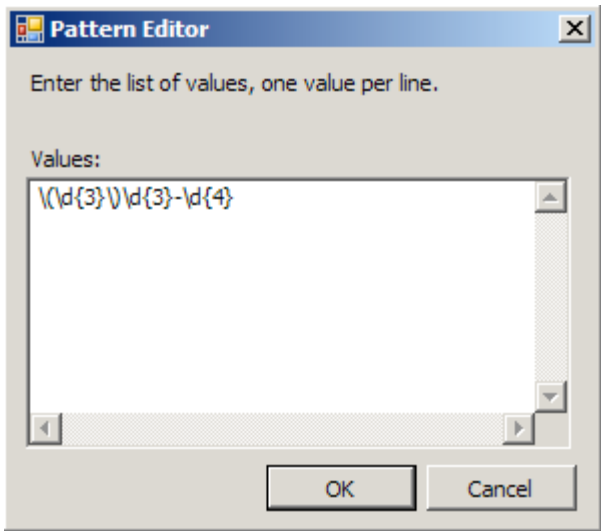 Pattern Editor
Enter the list of values, one value per line.
Values:
\(\d{3}\)\d{3}-\d{4}
OK
Cancel